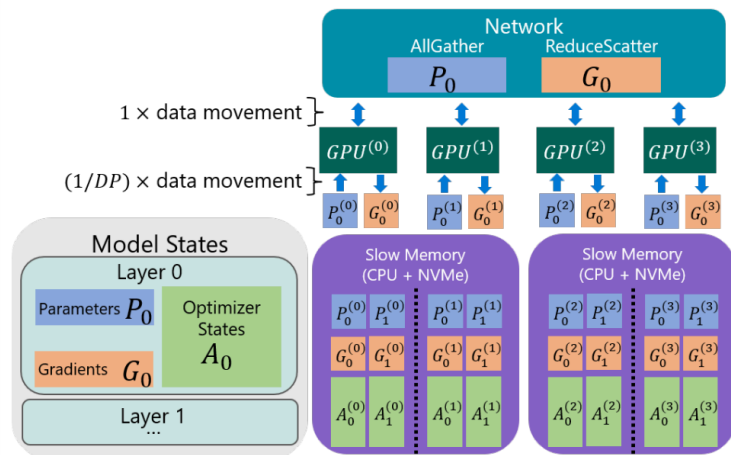 Network
AllGather ReduceScatter
P₀ G₀
1 × data movement
GPU⁽⁰⁾ GPU⁽¹⁾ GPU⁽²⁾ GPU⁽³⁾
(1/DP) × data movement
P₀⁽⁰⁾ G₀⁽⁰⁾ P₀⁽¹⁾ G₀⁽¹⁾ P₀⁽²⁾ G₀⁽²⁾ P₀⁽³⁾ G₀⁽³⁾
Model States
Layer 0
Parameters P₀
Gradients G₀
Optimizer
States
A₀
Layer 1
...
Slow Memory
(CPU + NVMe)
P₀⁽⁰⁾ P₁⁽⁰⁾ P₀⁽¹⁾ P₁⁽¹⁾
G₀⁽⁰⁾ G₁⁽⁰⁾ G₀⁽¹⁾ G₁⁽¹⁾
A₀⁽⁰⁾ A₁⁽⁰⁾ A₀⁽¹⁾ A₁⁽¹⁾
Slow Memory
(CPU + NVMe)
P₀⁽²⁾ P₁⁽²⁾ P₀⁽³⁾ P₁⁽³⁾
G₀⁽²⁾ G₁⁽²⁾ G₀⁽³⁾ G₁⁽³⁾
A₀⁽²⁾ A₁⁽²⁾ A₀⁽³⁾ A₁⁽³⁾